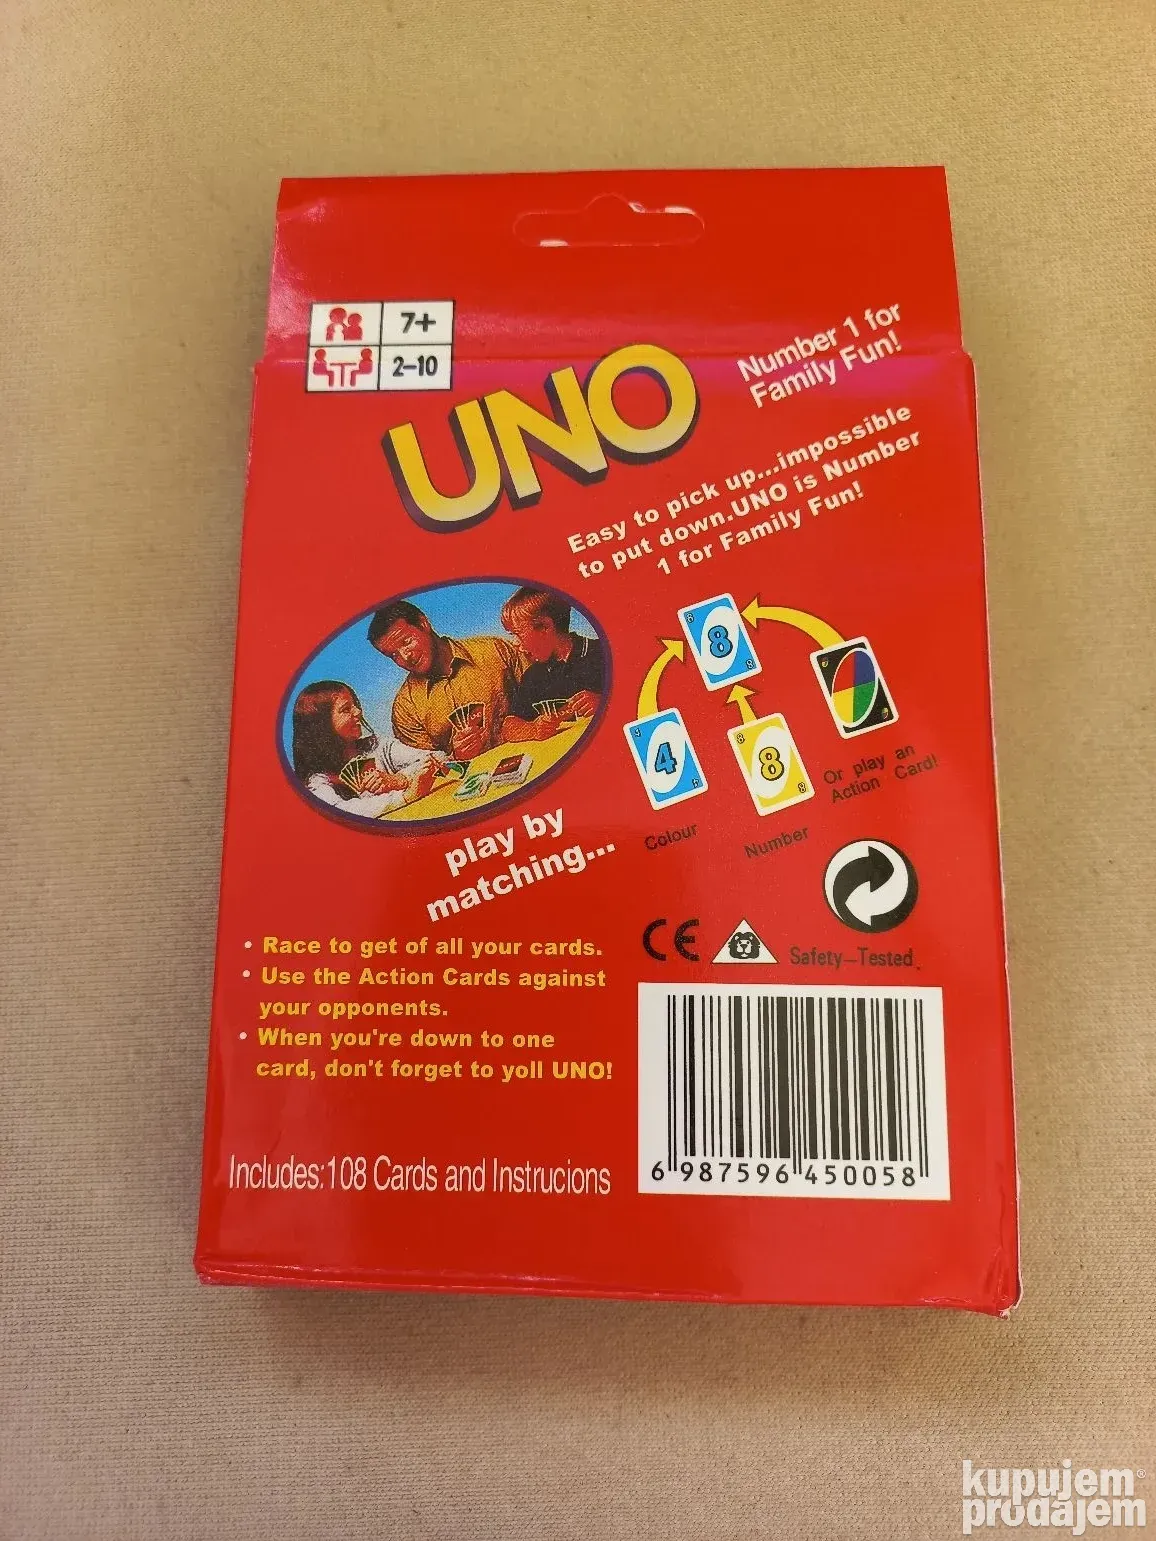 7+
2-10
UNO
Number 1 for
Family Fun!
Easy to pick up...impossible
to put down.UNO is Number
1 for Family Fun!
8
4
8
Colour
Number
Or play an
Action Card!
play by
matching...
• Race to get of all your cards.
• Use the Action Cards against
your opponents.
• When you're down to one
card, don't forget to yoll UNO!
CE
Safety—Tested.
Includes:108 Cards and Instrucions
6 987596 450058
kupujem®
prodajem